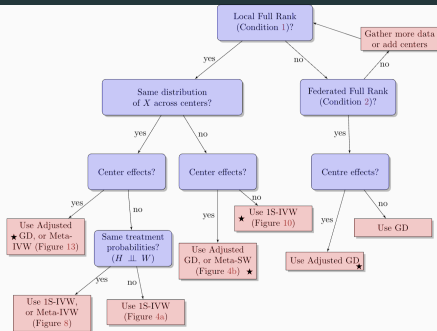 Local Full Rank
(Condition 1)?
Gather more data
or add centers
yes
no
no
Same distribution
of X across centers?
Federated Full Rank
(Condition 2)?
yes
no
yes
Center effects?
Center effects?
Centre effects?
yes
no
yes
no
yes
no
Use Adjusted
★ GD, or Meta-
IVW (Figure 13)
Same treatment
probabilities?
(H ⫫ W)
★ Use 1S-IVW
(Figure 10)
Use GD
Use Adjusted
GD, or Meta-SW
(Figure 4b) ★
Use Adjusted GD ★
yes
no
Use 1S-IVW,
or Meta-IVW
(Figure 8)
Use 1S-IVW
(Figure 4a)